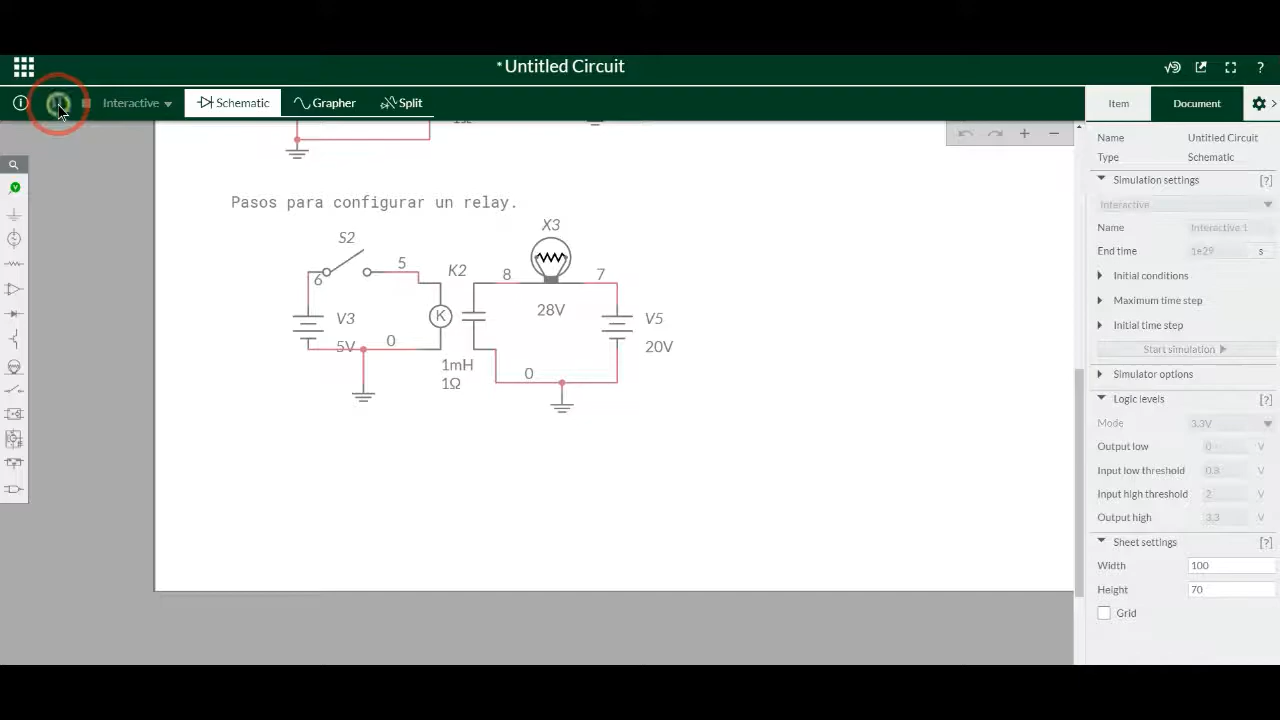 *Untitled Circuit
?
Interactive
Schematic
Grapher
Split
Item
Document
Name Untitled Circuit
Type Schematic
Simulation settings [?]
Interactive
Name Interactive 1
End time 1e29 s
Initial conditions
Maximum time step
Initial time step
Start simulation
Simulator options
Logic levels [?]
Mode 3.3V
Output low 0 V
Input low threshold 0.8 V
Input high threshold 2 V
Output high 3.3 V
Sheet settings [?]
Width 100
Height 70
Grid
Pasos para configurar un relay.
X3
S2
5
K2
8
7
6
28V
V3
K
V5
5V
0
20V
1mH
1Ω
0